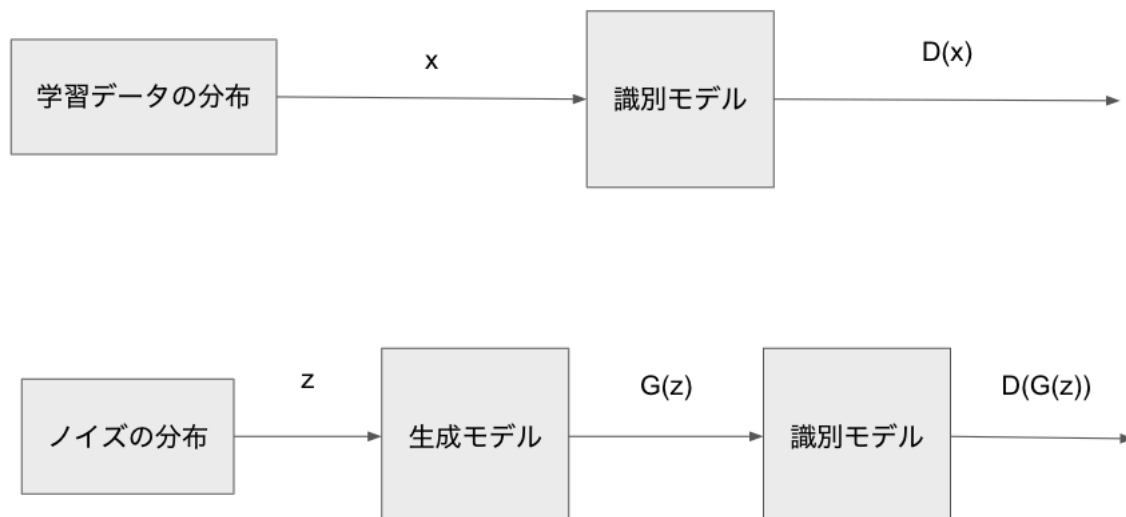 学習データの分布
x
識別モデル
D(x)
ノイズの分布
z
生成モデル
G(z)
識別モデル
D(G(z))